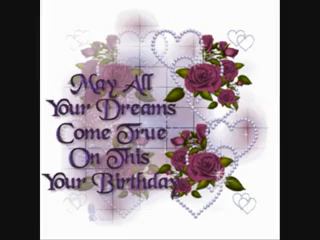 May All
Your Dreams
Come True
On This
Your Birthday